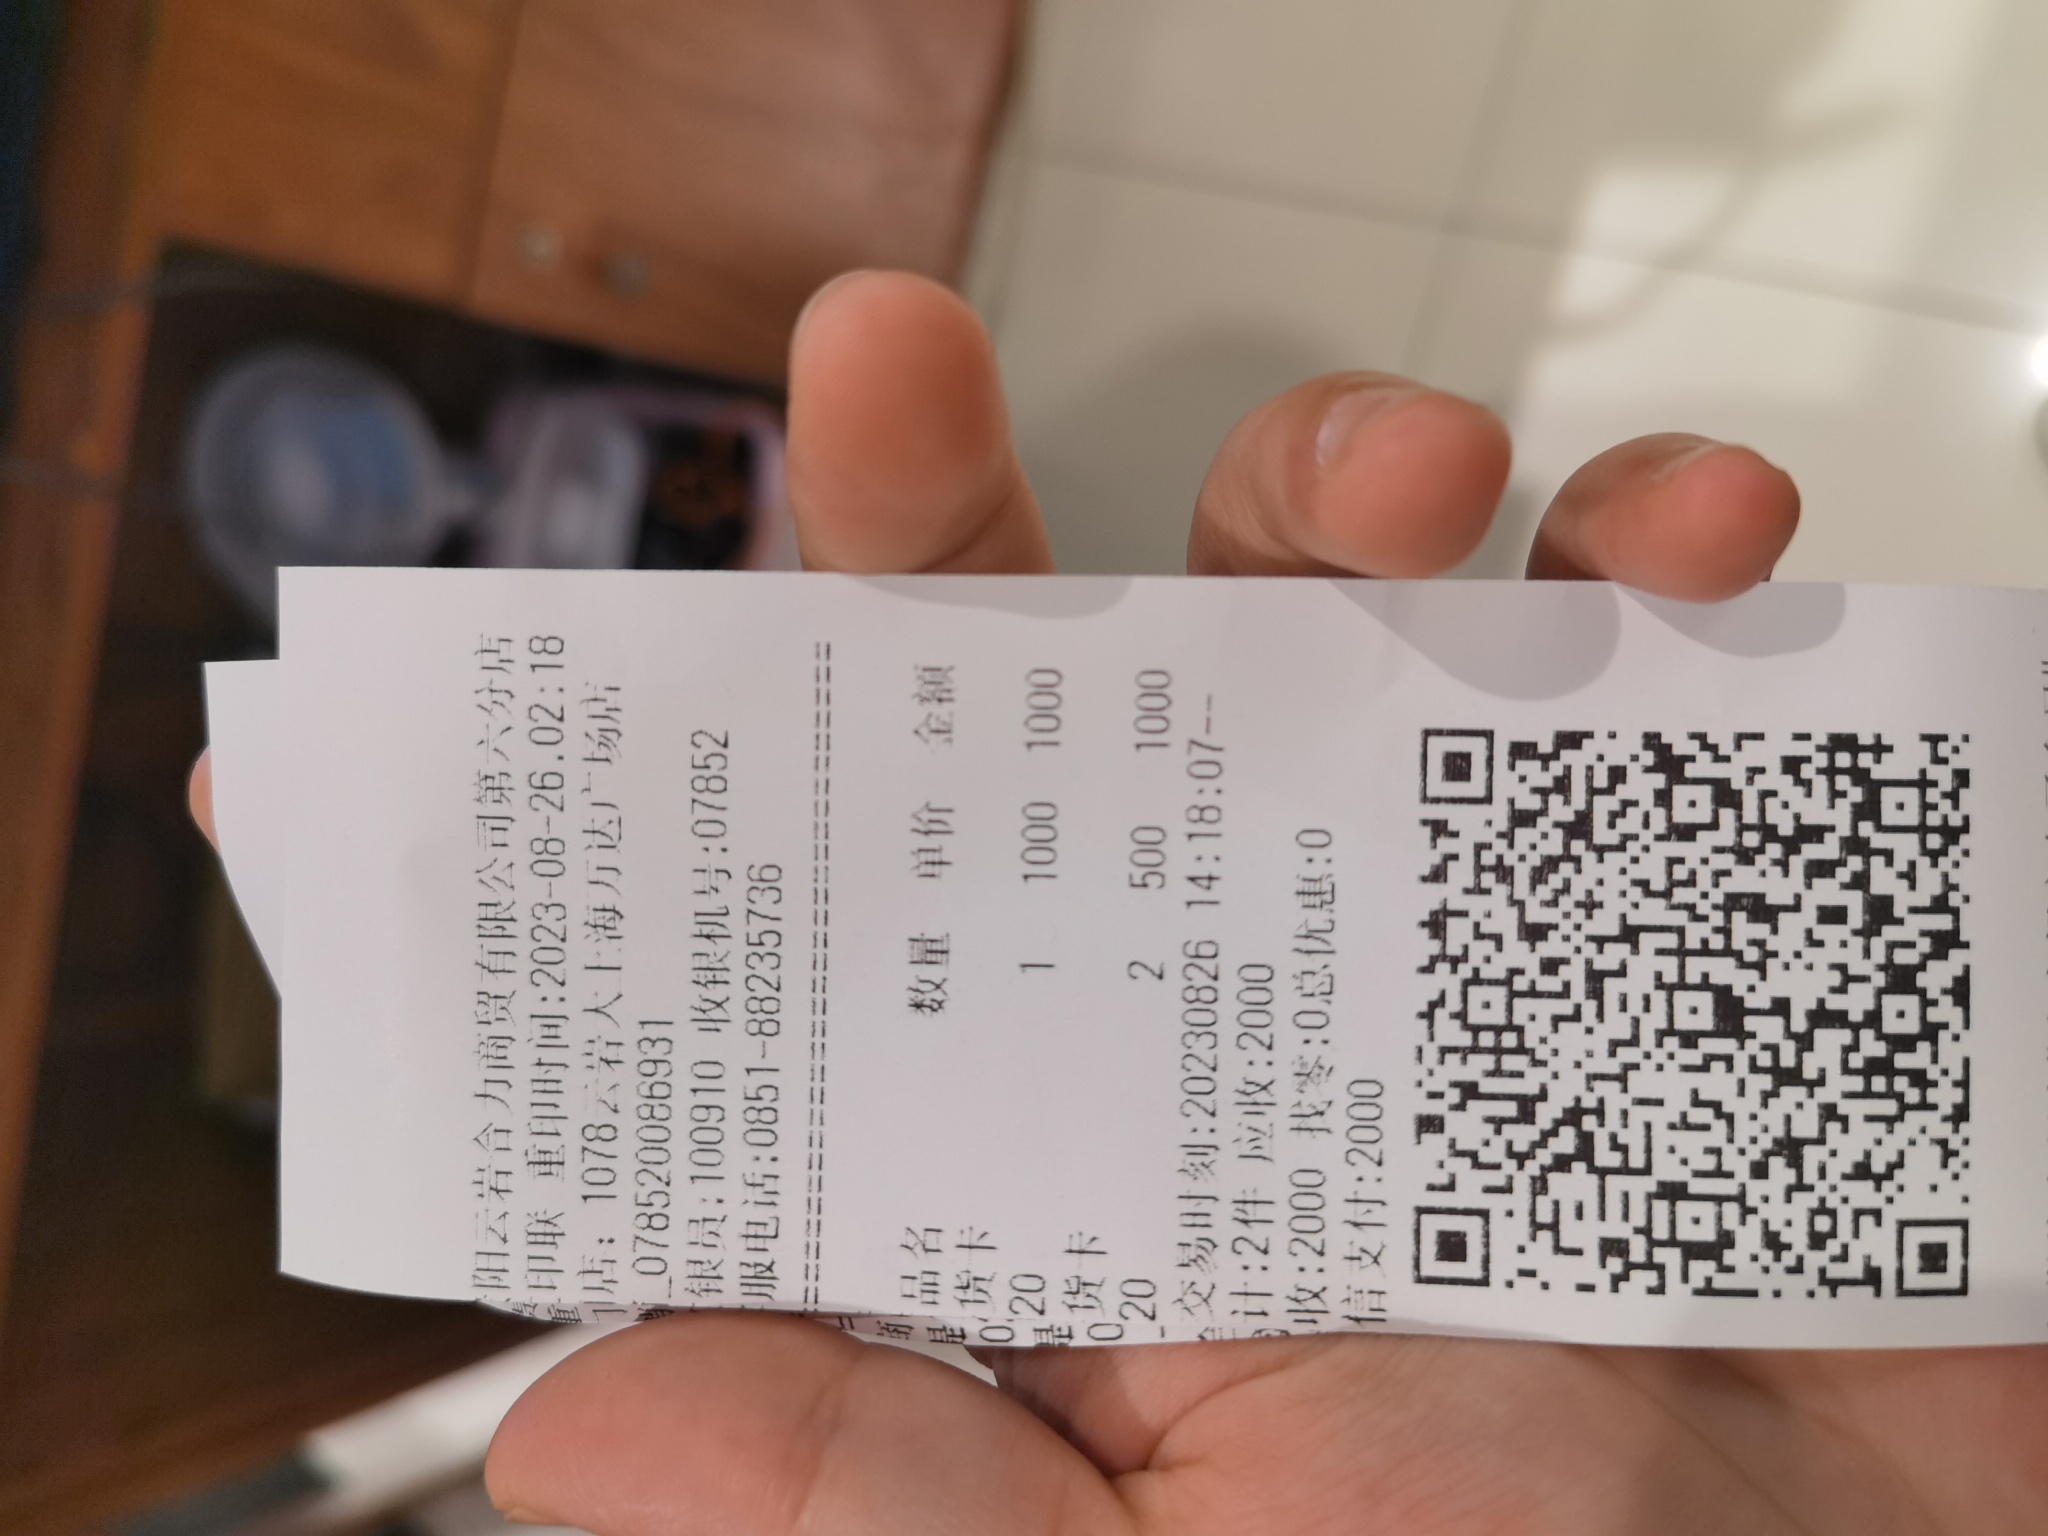 阳云岩合力商贸有限公司第六分店
印联 重印时间:2023-08-26.02:18
店: 1078云岩大上海万达广场店
_0785200869​31
银员:100910 收银机号:07852
服电话:0851-88235736
品名 数量 单价 金额
货卡 1 1000 1000
20
货卡 2 500 1000
20
交易时刻:20230826 14:18:07--
计:2件 应收:2000
收:2000 找零:0总优惠:0
信支付:2000